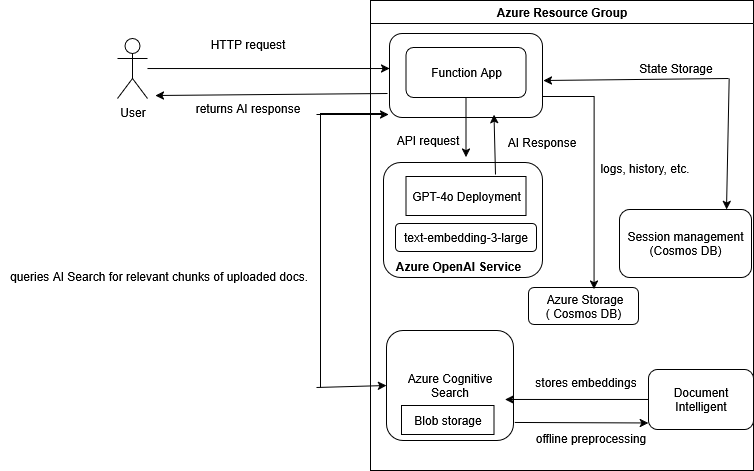 Azure Resource Group
HTTP request
Function App
State Storage
returns AI response
User
API request
AI Response
logs, history, etc.
GPT-4o Deployment
text-embedding-3-large
Azure OpenAI Service
Session management
(Cosmos DB)
queries AI Search for relevant chunks of uploaded docs.
Azure Storage
( Cosmos DB)
Azure Cognitive
Search
Blob storage
stores embeddings
Document
Intelligent
offline preprocessing